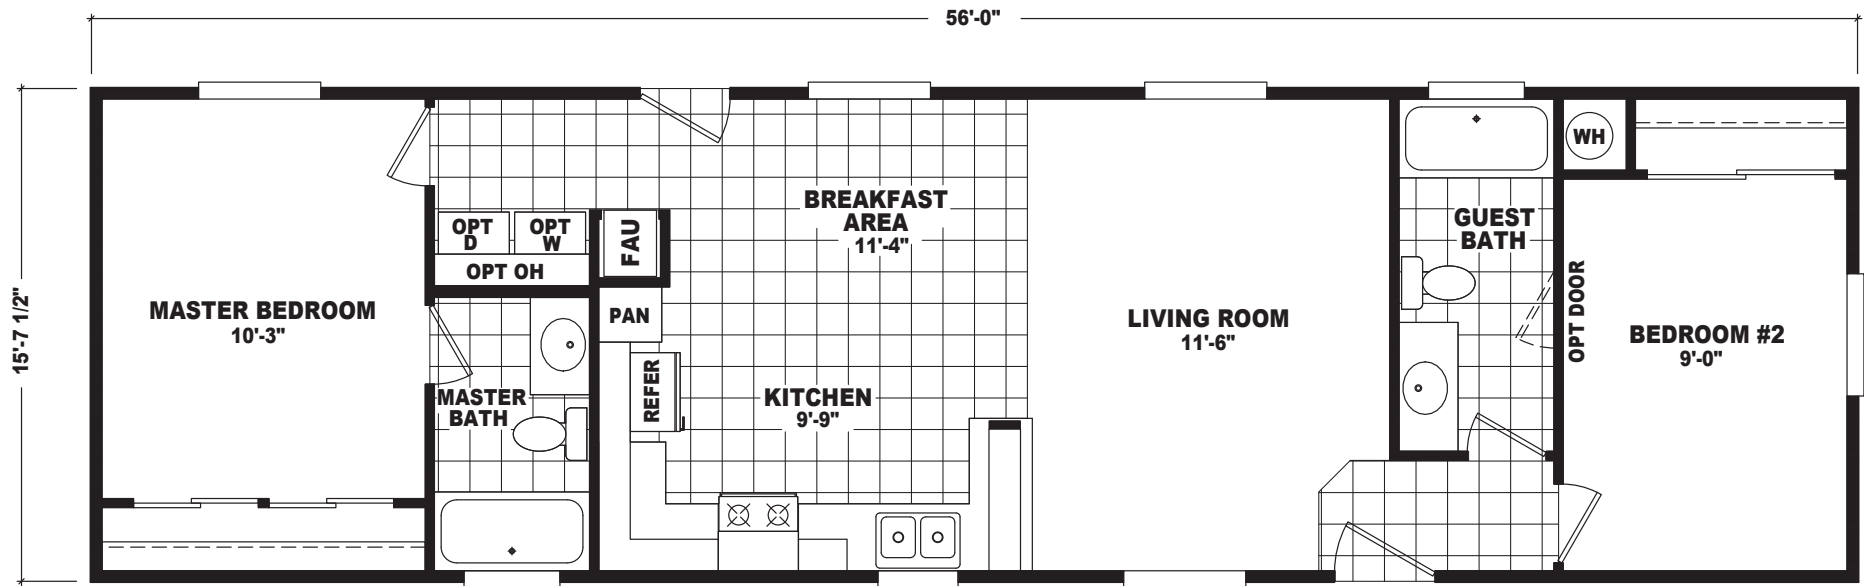 56'-0"
15'-7 1/2"
MASTER BEDROOM
10'-3"
OPT
D
OPT
W
OPT OH
FAU
PAN
REFER
MASTER
BATH
BREAKFAST
AREA
11'-4"
KITCHEN
9'-9"
LIVING ROOM
11'-6"
GUEST
BATH
OPT DOOR
WH
BEDROOM #2
9'-0"